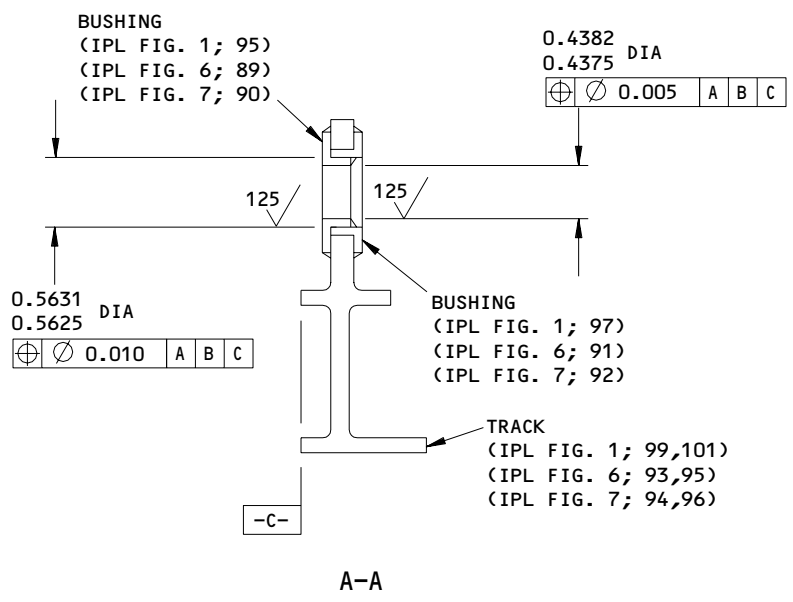 BUSHING
(IPL FIG. 1; 95)
(IPL FIG. 6; 89)
(IPL FIG. 7; 90)
0.4382
0.4375 DIA
⌖ ∅ 0.005 A B C
125
125
0.5631
0.5625 DIA
⌖ ∅ 0.010 A B C
BUSHING
(IPL FIG. 1; 97)
(IPL FIG. 6; 91)
(IPL FIG. 7; 92)
TRACK
(IPL FIG. 1; 99,101)
(IPL FIG. 6; 93,95)
(IPL FIG. 7; 94,96)
-C-
A-A